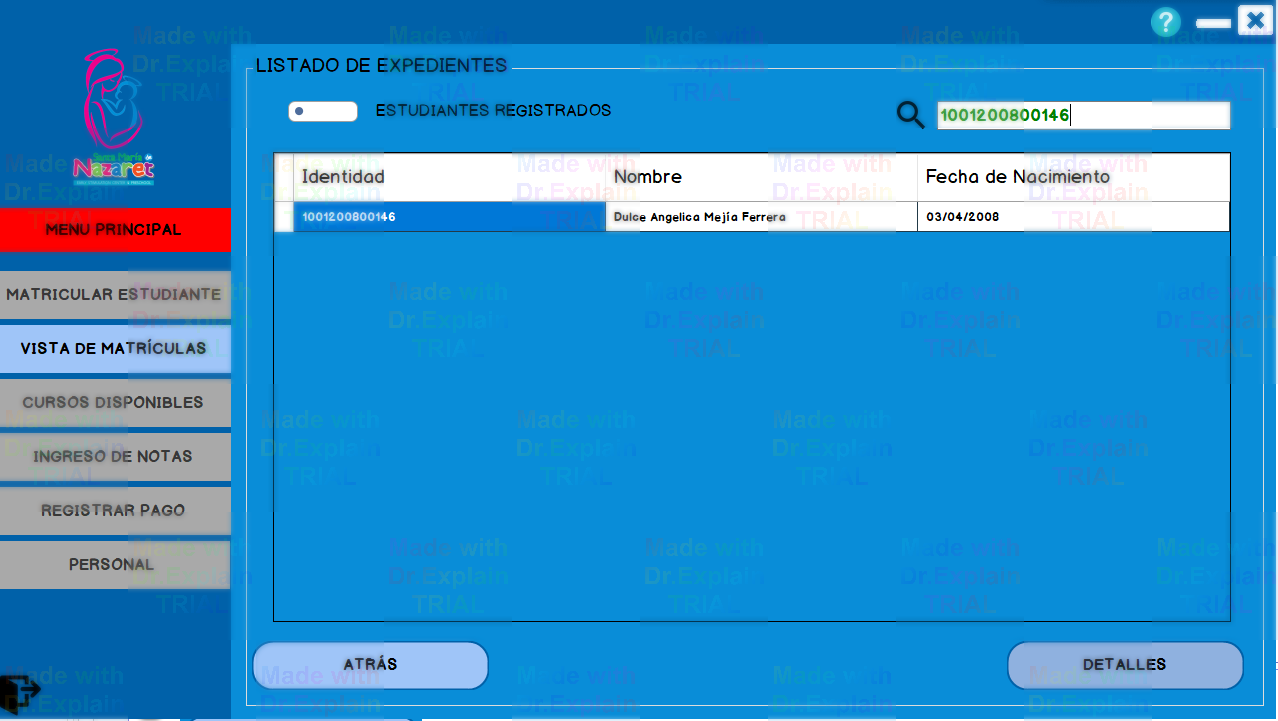 ?
LISTADO DE EXPEDIENTES
ESTUDIANTES REGISTRADOS
1001200800146
Santa María de
Nazaret
Identidad Nombre Fecha de Nacimiento
1001200800146 Dulce Angelica Mejía Ferrera 03/04/2008
MENU PRINCIPAL
MATRICULAR ESTUDIANTE
VISTA DE MATRÍCULAS
CURSOS DISPONIBLES
INGRESO DE NOTAS
REGISTRAR PAGO
PERSONAL
ATRÁS
DETALLES
Made with
Dr.Explain
TRIAL